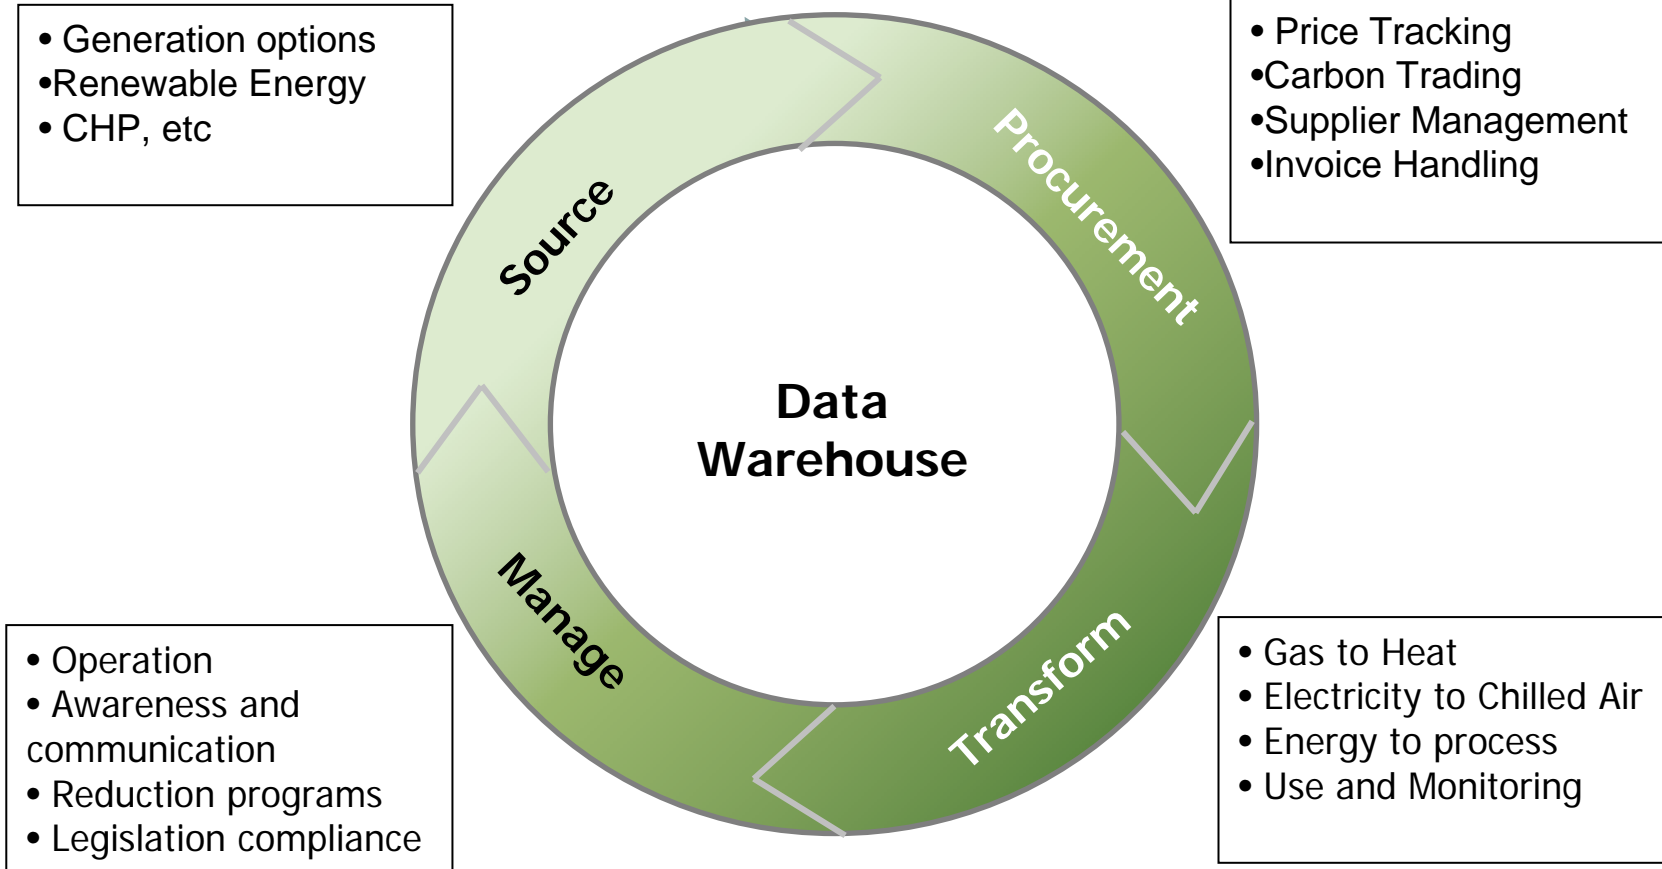 • Generation options
•Renewable Energy
• CHP, etc
• Price Tracking
•Carbon Trading
•Supplier Management
•Invoice Handling
Source
Procurement
Data
Warehouse
Manage
Transform
• Operation
• Awareness and
communication
• Reduction programs
• Legislation compliance
• Gas to Heat
• Electricity to Chilled Air
• Energy to process
• Use and Monitoring